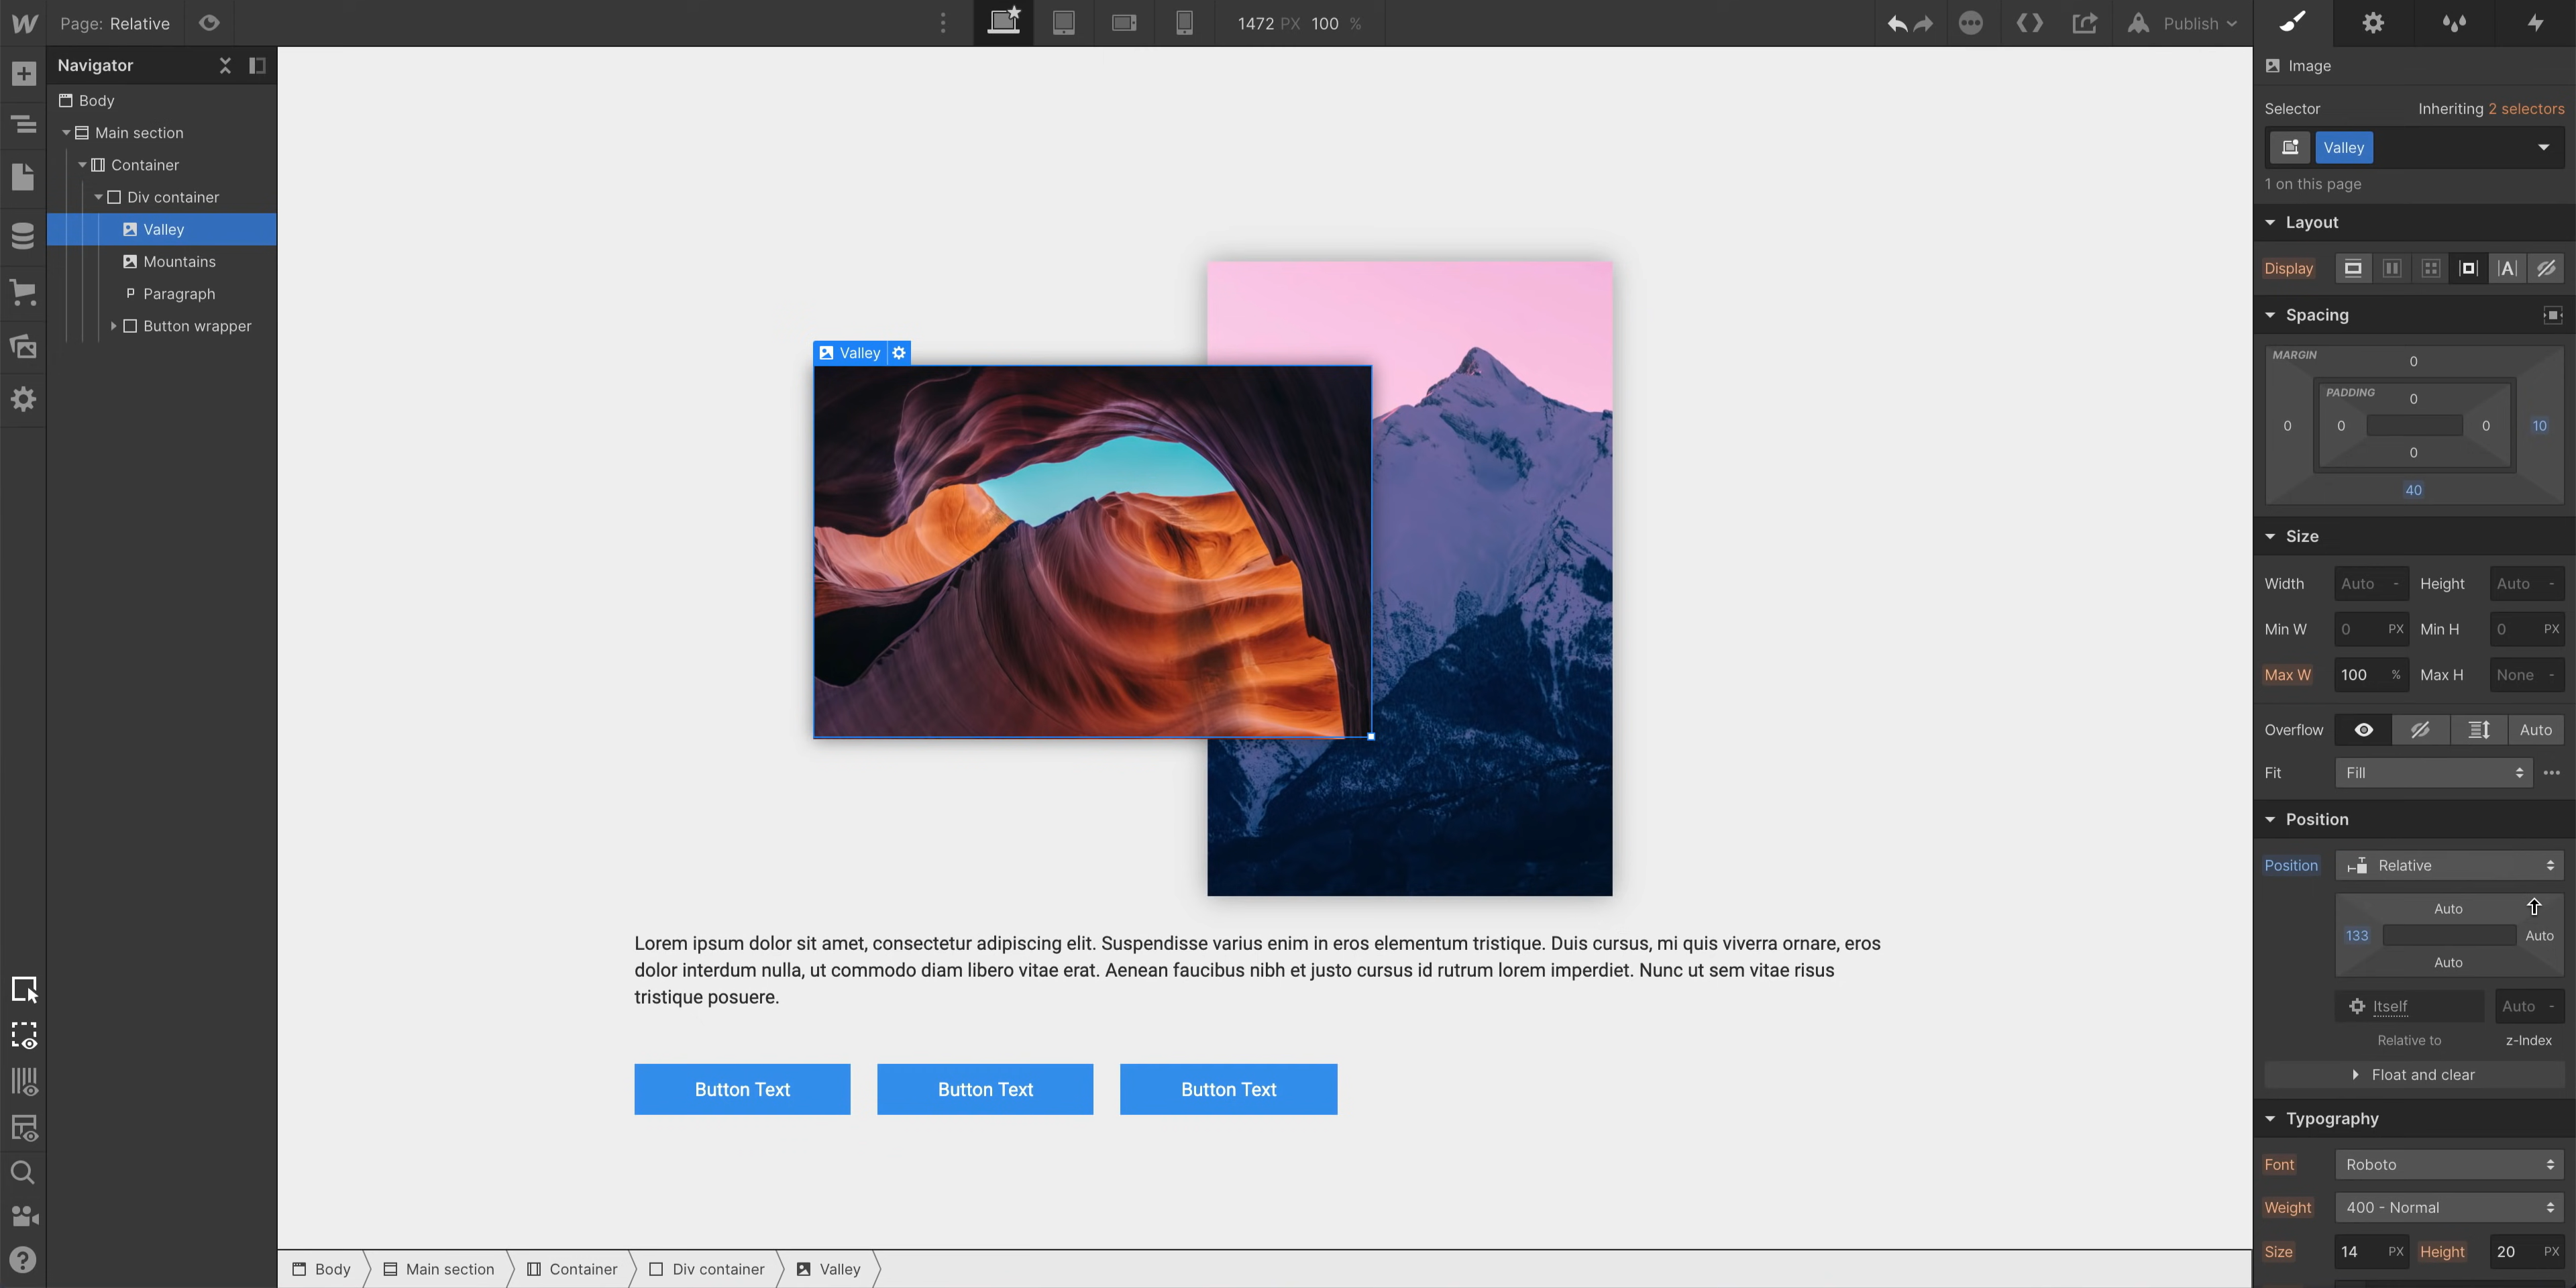 Page: Relative
1472 PX 100 %
Publish
Navigator
Body
Main section
Container
Div container
Valley
Mountains
P Paragraph
Button wrapper
Valley
Lorem ipsum dolor sit amet, consectetur adipiscing elit. Suspendisse varius enim in eros elementum tristique. Duis cursus, mi quis viverra ornare, eros
dolor interdum nulla, ut commodo diam libero vitae erat. Aenean faucibus nibh et justo cursus id rutrum lorem imperdiet. Nunc ut sem vitae risus
tristique posuere.
Button Text Button Text Button Text
Body Main section Container Div container Valley
Image
Selector Inheriting 2 selectors
Valley
1 on this page
Layout
Display
Spacing
MARGIN
0
PADDING
0
0 0 0 10
0
40
Size
Width Auto - Height Auto -
Min W 0 PX Min H 0 PX
Max W 100 % Max H None -
Overflow Auto
Fit Fill
Position
Position Relative
Auto
133 Auto
Auto
Itself Auto -
Relative to z-Index
Float and clear
Typography
Font Roboto
Weight 400 - Normal
Size 14 PX Height 20 PX